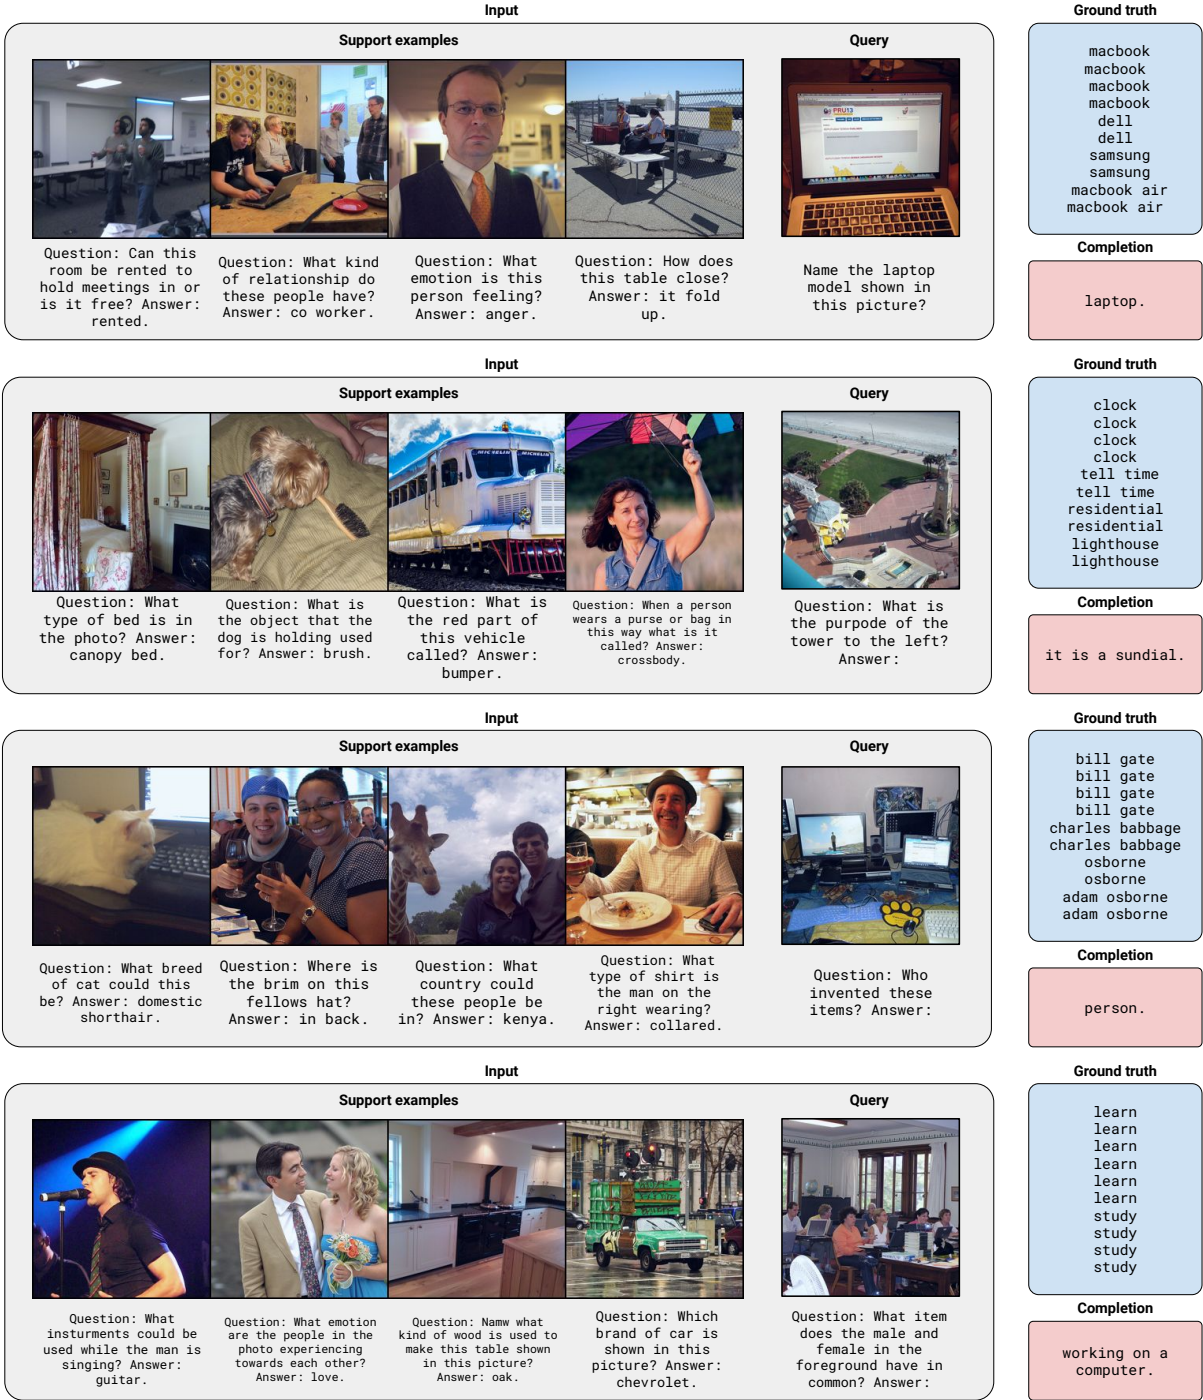 Input
Support examples
Query
Ground truth
MICHELIN
PRU13
Question: Can this
room be rented to
hold meetings in or
is it free? Answer:
rented.
Question: What kind
of relationship do
these people have?
Answer: co worker.
Question: What
emotion is this
person feeling?
Answer: anger.
Question: How does
this table close?
Answer: it fold
up.
Name the laptop
model shown in
this picture?
macbook
macbook
macbook
macbook
dell
dell
samsung
samsung
macbook air
macbook air
Completion
laptop.
Input
Support examples
Query
Ground truth
Question: What
type of bed is in
the photo? Answer:
canopy bed.
Question: What is
the object that the
dog is holding used
for? Answer: brush.
Question: What is
the red part of
this vehicle
called? Answer:
bumper.
Question: When a person
wears a purse or bag in
this way what is it
called? Answer:
crossbody.
Question: What is
the purpode of the
tower to the left?
Answer:
clock
clock
clock
clock
tell time
tell time
residential
residential
lighthouse
lighthouse
Completion
it is a sundial.
Input
Support examples
Query
Ground truth
Question: What breed
of cat could this
be? Answer: domestic
shorthair.
Question: Where is
the brim on this
fellows hat?
Answer: in back.
Question: What
country could
these people be
in? Answer: kenya.
Question: What
type of shirt is
the man on the
right wearing?
Answer: collared.
Question: Who
invented these
items? Answer:
bill gate
bill gate
bill gate
bill gate
charles babbage
charles babbage
osborne
osborne
adam osborne
adam osborne
Completion
person.
Input
Support examples
Query
Ground truth
Question: What
insturments could be
used while the man is
singing? Answer:
guitar.
Question: What emotion
are the people in the
photo experiencing
towards each other?
Answer: love.
Question: Namw what
kind of wood is used to
make this table shown
in this picture?
Answer: oak.
Question: Which
brand of car is
shown in this
picture? Answer:
chevrolet.
Question: What item
does the male and
female in the
foreground have in
common? Answer:
learn
learn
learn
learn
learn
learn
study
study
study
study
Completion
working on a
computer.